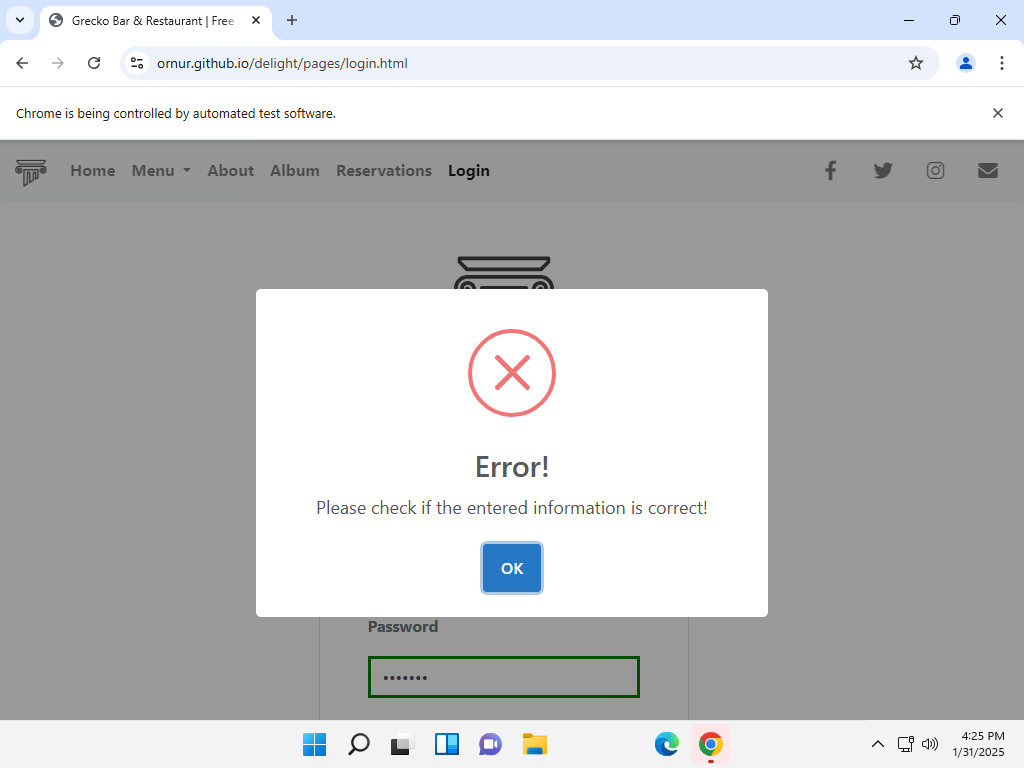 Grecko Bar & Restaurant | Free
ornur.github.io/delight/pages/login.html
Chrome is being controlled by automated test software.
Home Menu About Album Reservations Login
Error!
Please check if the entered information is correct!
OK
Password
•••••••
4:25 PM
1/31/2025